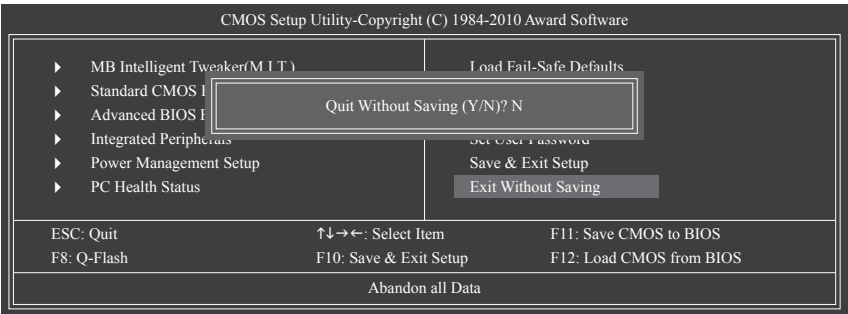 CMOS Setup Utility-Copyright (C) 1984-2010 Award Software
MB Intelligent Tweaker(M.I.T.)
Standard CMOS
Advanced BIOS
Integrated Peripherals
Power Management Setup
PC Health Status
Load Fail-Safe Defaults
Set User Password
Save & Exit Setup
Exit Without Saving
Quit Without Saving (Y/N)? N
ESC: Quit
↑↓→←: Select Item
F11: Save CMOS to BIOS
F8: Q-Flash
F10: Save & Exit Setup
F12: Load CMOS from BIOS
Abandon all Data